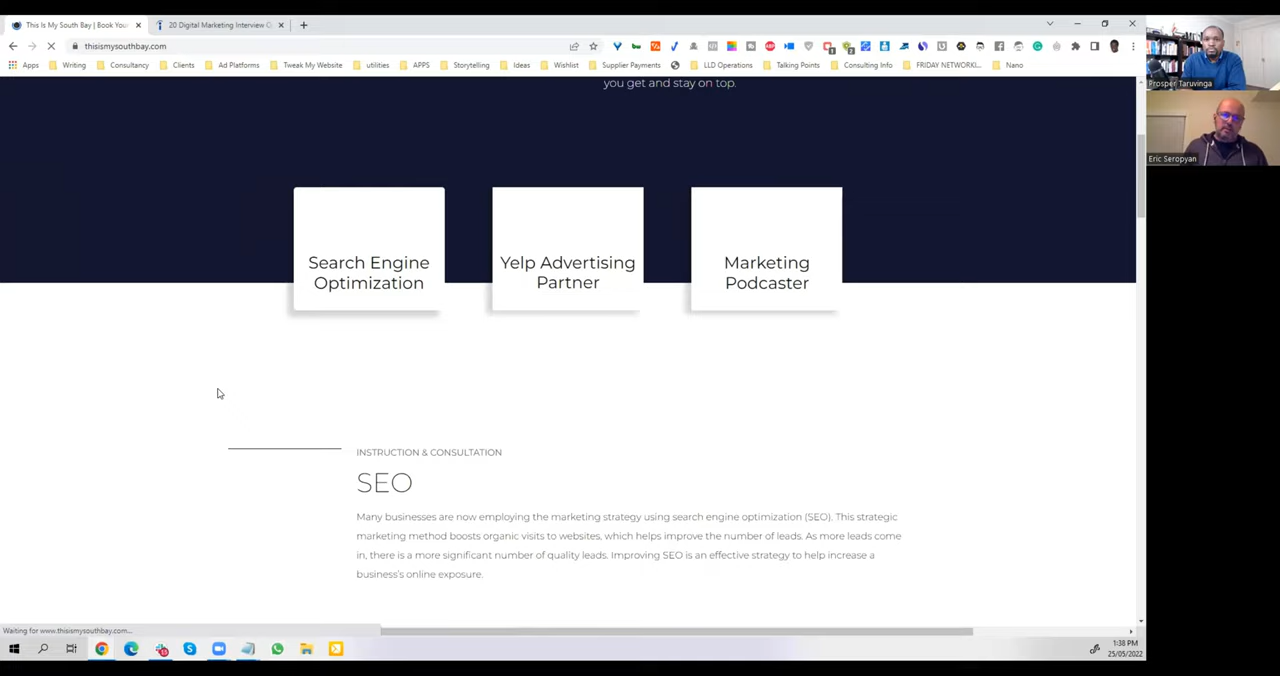 This Is My South Bay | Book Your
20 Digital Marketing Interview
thisismysouthbay.com
Apps
Writing
Consultancy
Clients
Ad Platforms
Tweak My Website
utilities
APPS
Storytelling
Ideas
Wishlist
Supplier Payments
LLD Operations
Talking Points
Consulting Info
FRIDAY NETWORKI...
Nano
Prosper Taruvinga
Eric Seropyan
you get and stay on top.
Search Engine
Optimization
Yelp Advertising
Partner
Marketing
Podcaster
INSTRUCTION & CONSULTATION
SEO
Many businesses are now employing the marketing strategy using search engine optimization (SEO). This strategic
marketing method boosts organic visits to websites, which helps improve the number of leads. As more leads come
in, there is a more significant number of quality leads. Improving SEO is an effective strategy to help increase a
business's online exposure.
Waiting for www.thisismysouthbay.com...
1:38 PM
25/05/2022